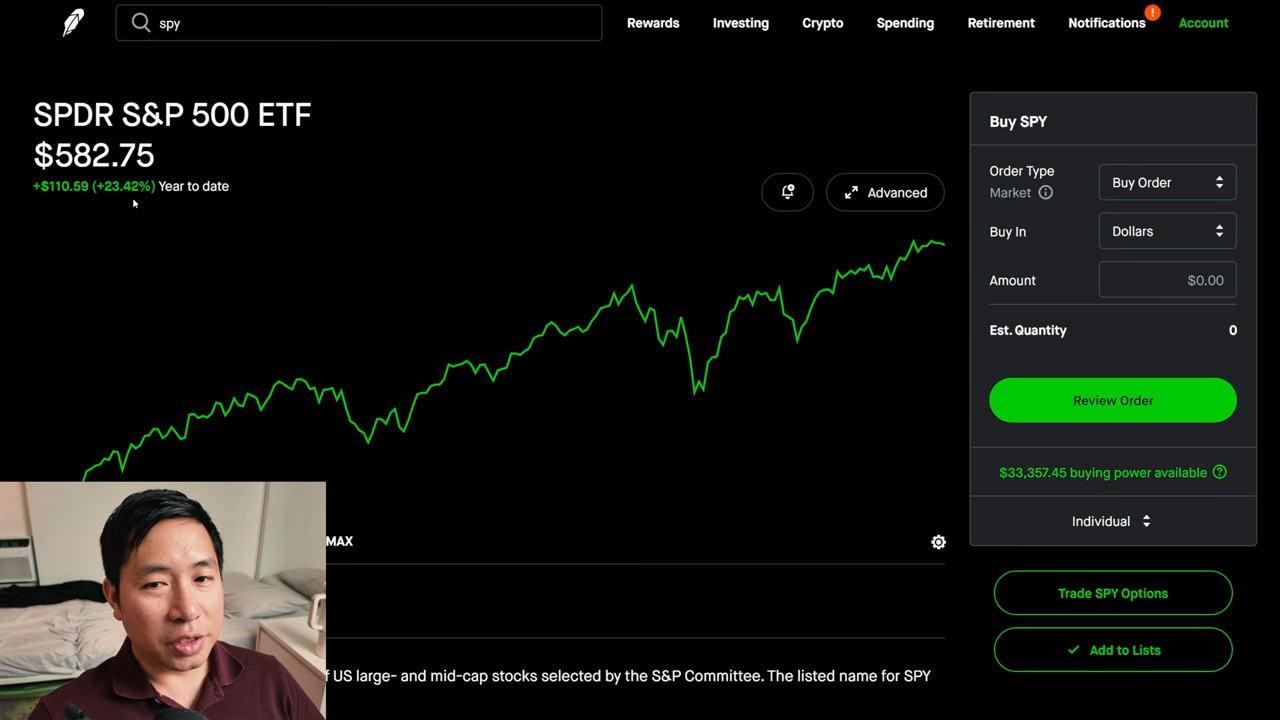 spy
Rewards
Investing
Crypto
Spending
Retirement
Notifications
!
Account
SPDR S&P 500 ETF
$582.75
+$110.59 (+23.42%) Year to date
Advanced
MAX
f US large- and mid-cap stocks selected by the S&P Committee. The listed name for SPY
Buy SPY
Order Type
Market
Buy Order
Buy In
Dollars
Amount
$0.00
Est. Quantity
0
Review Order
$33,357.45 buying power available
Individual
Trade SPY Options
Add to Lists